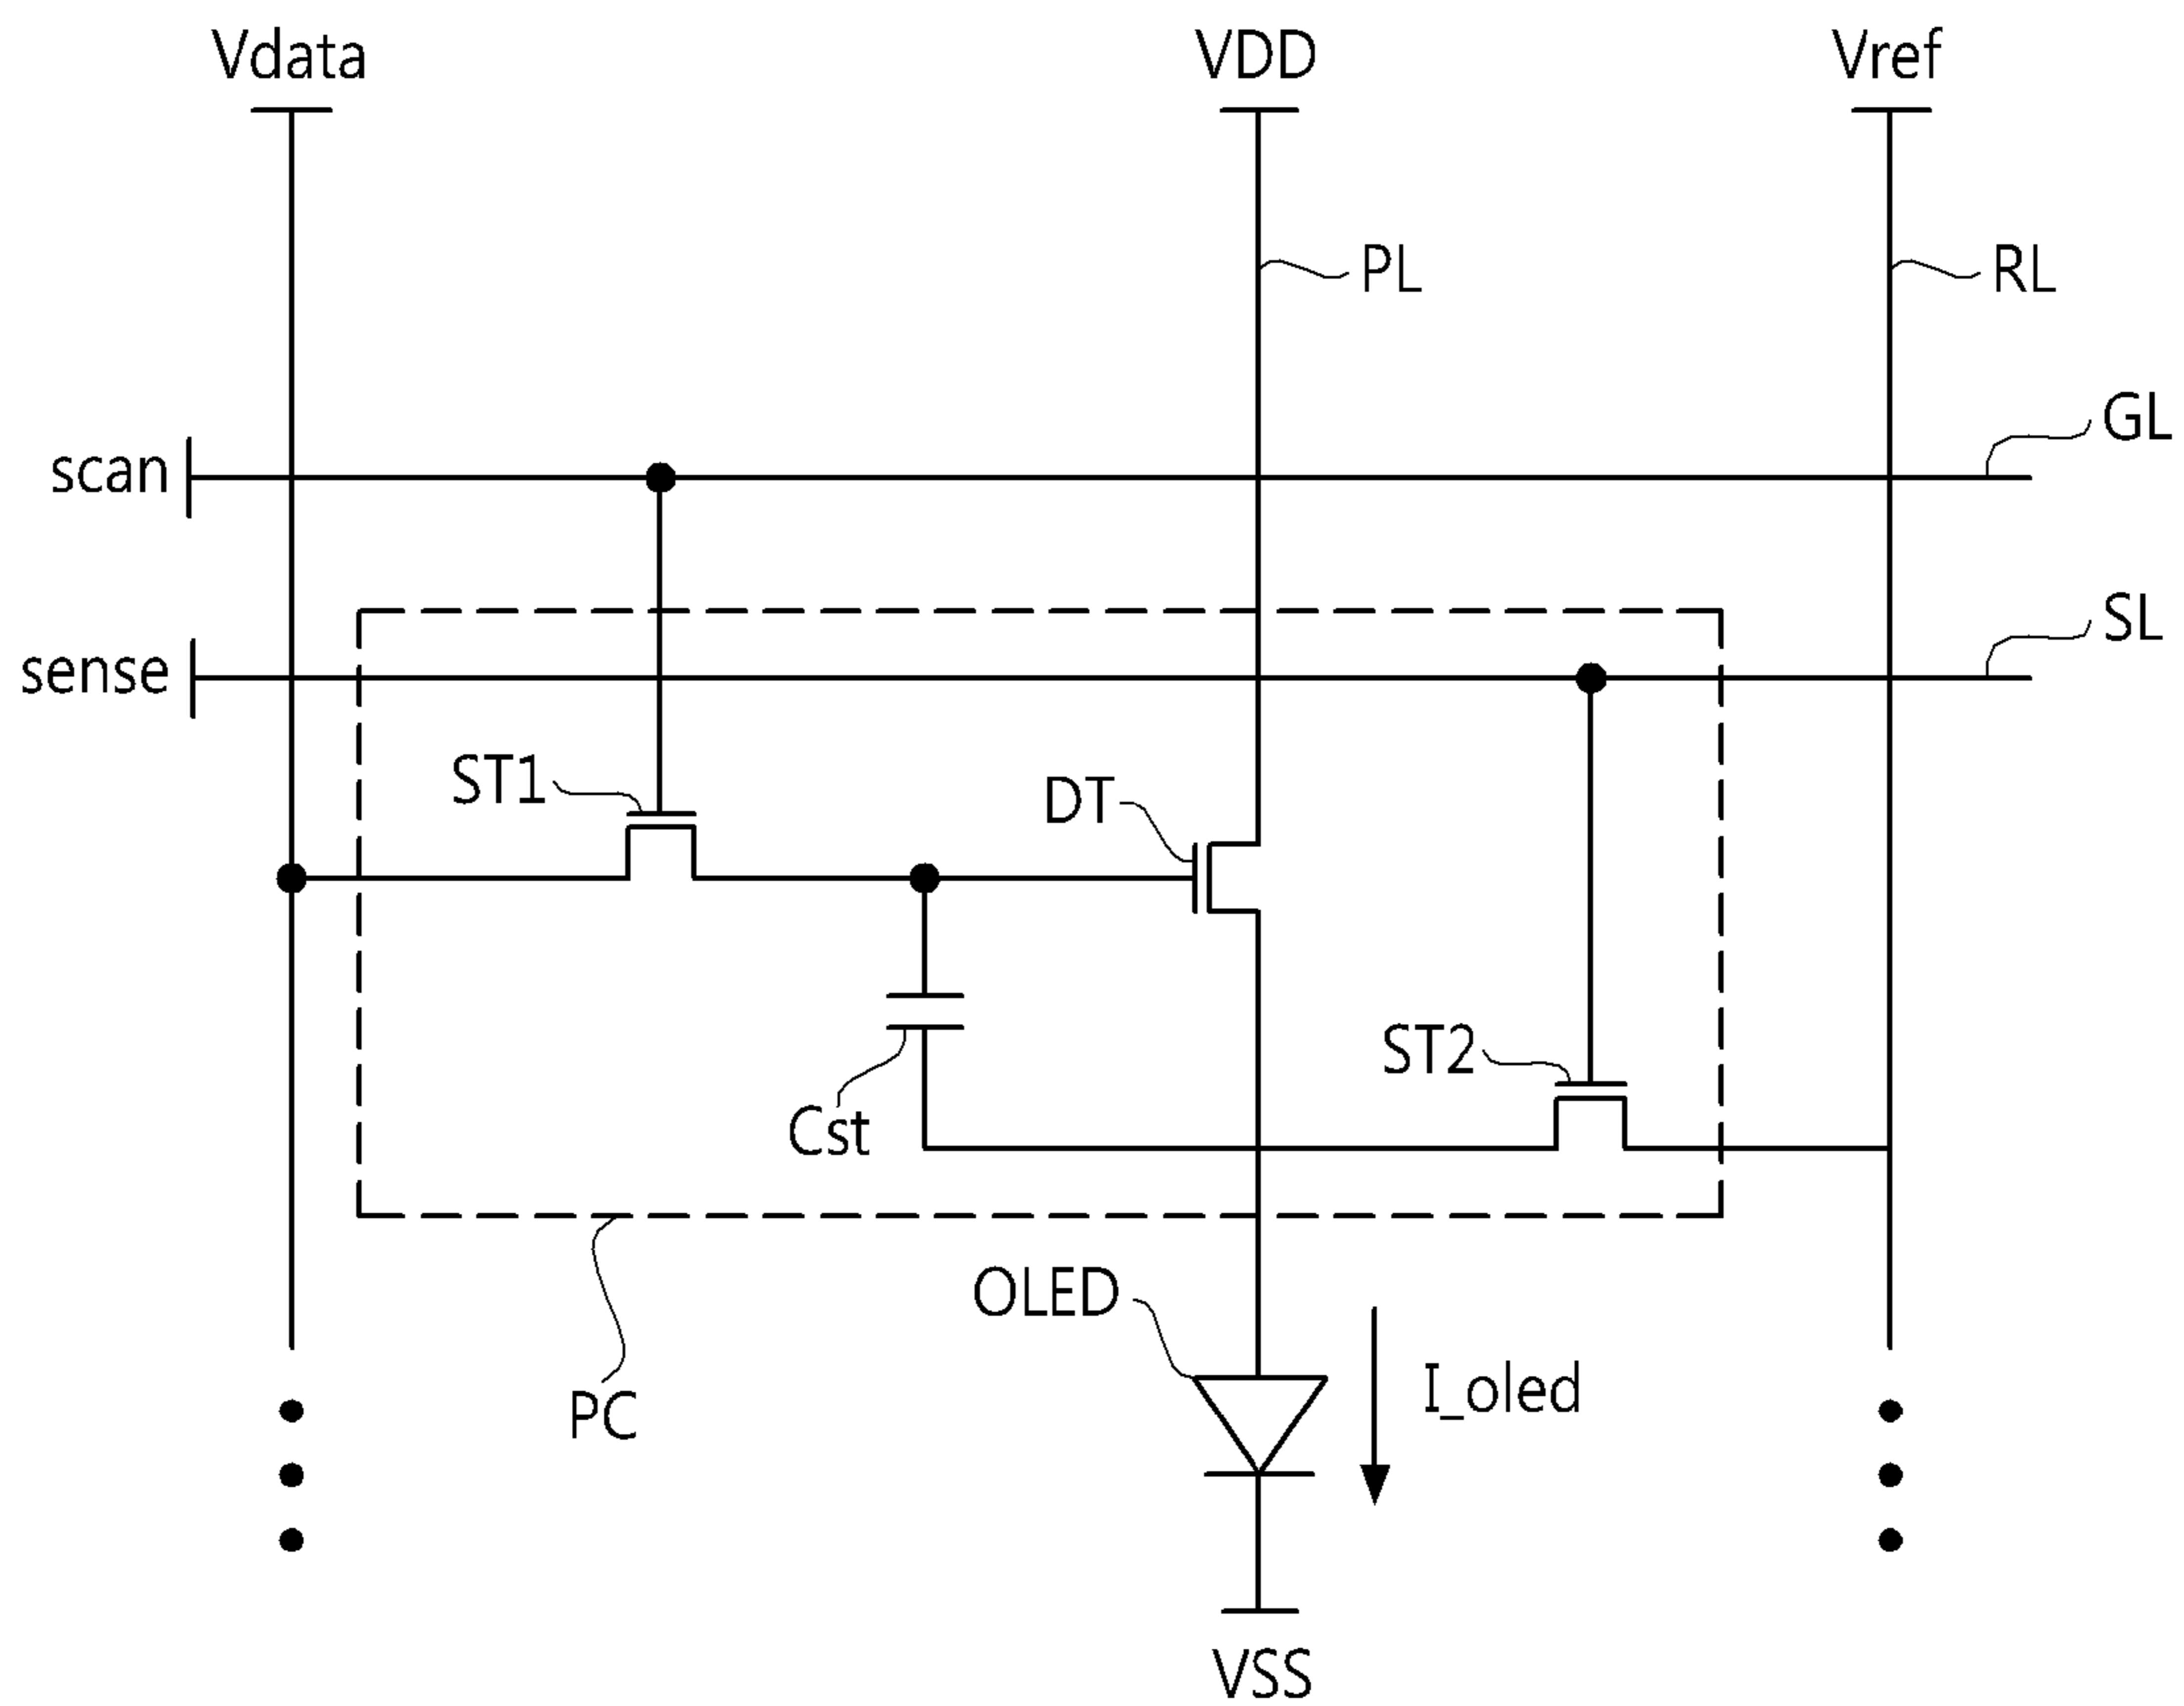 Vdata
VDD
Vref
PL
RL
GL
scan
SL
sense
ST1
DT
ST2
Cst
OLED
I_oled
PC
VSS